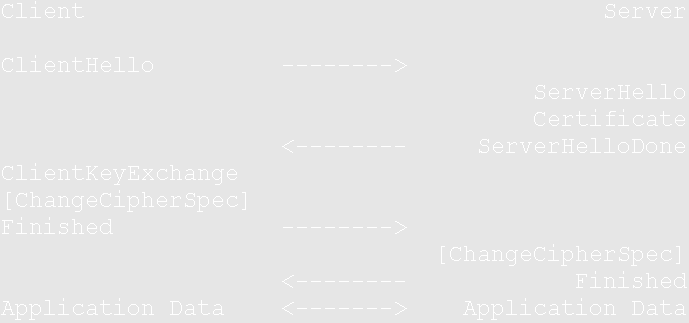 Client Server
ClientHello -------->
ServerHello
Certificate
<-------- ServerHelloDone
ClientKeyExchange
[ChangeCipherSpec]
Finished -------->
[ChangeCipherSpec]
<-------- Finished
Application Data <-------> Application Data